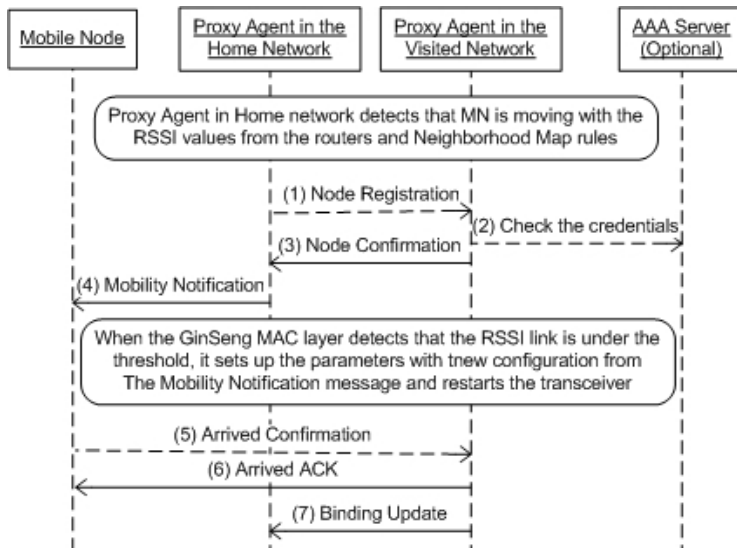 Mobile Node
Proxy Agent in the
Home Network
Proxy Agent in the
Visited Network
AAA Server
(Optional)
Proxy Agent in Home network detects that MN is moving with the
RSSI values from the routers and Neighborhood Map rules
(1) Node Registration
(2) Check the credentials
(3) Node Confirmation
(4) Mobility Notification
When the GinSeng MAC layer detects that the RSSI link is under the
threshold, it sets up the parameters with tnew configuration from
The Mobility Notification message and restarts the transceiver
(5) Arrived Confirmation
(6) Arrived ACK
(7) Binding Update